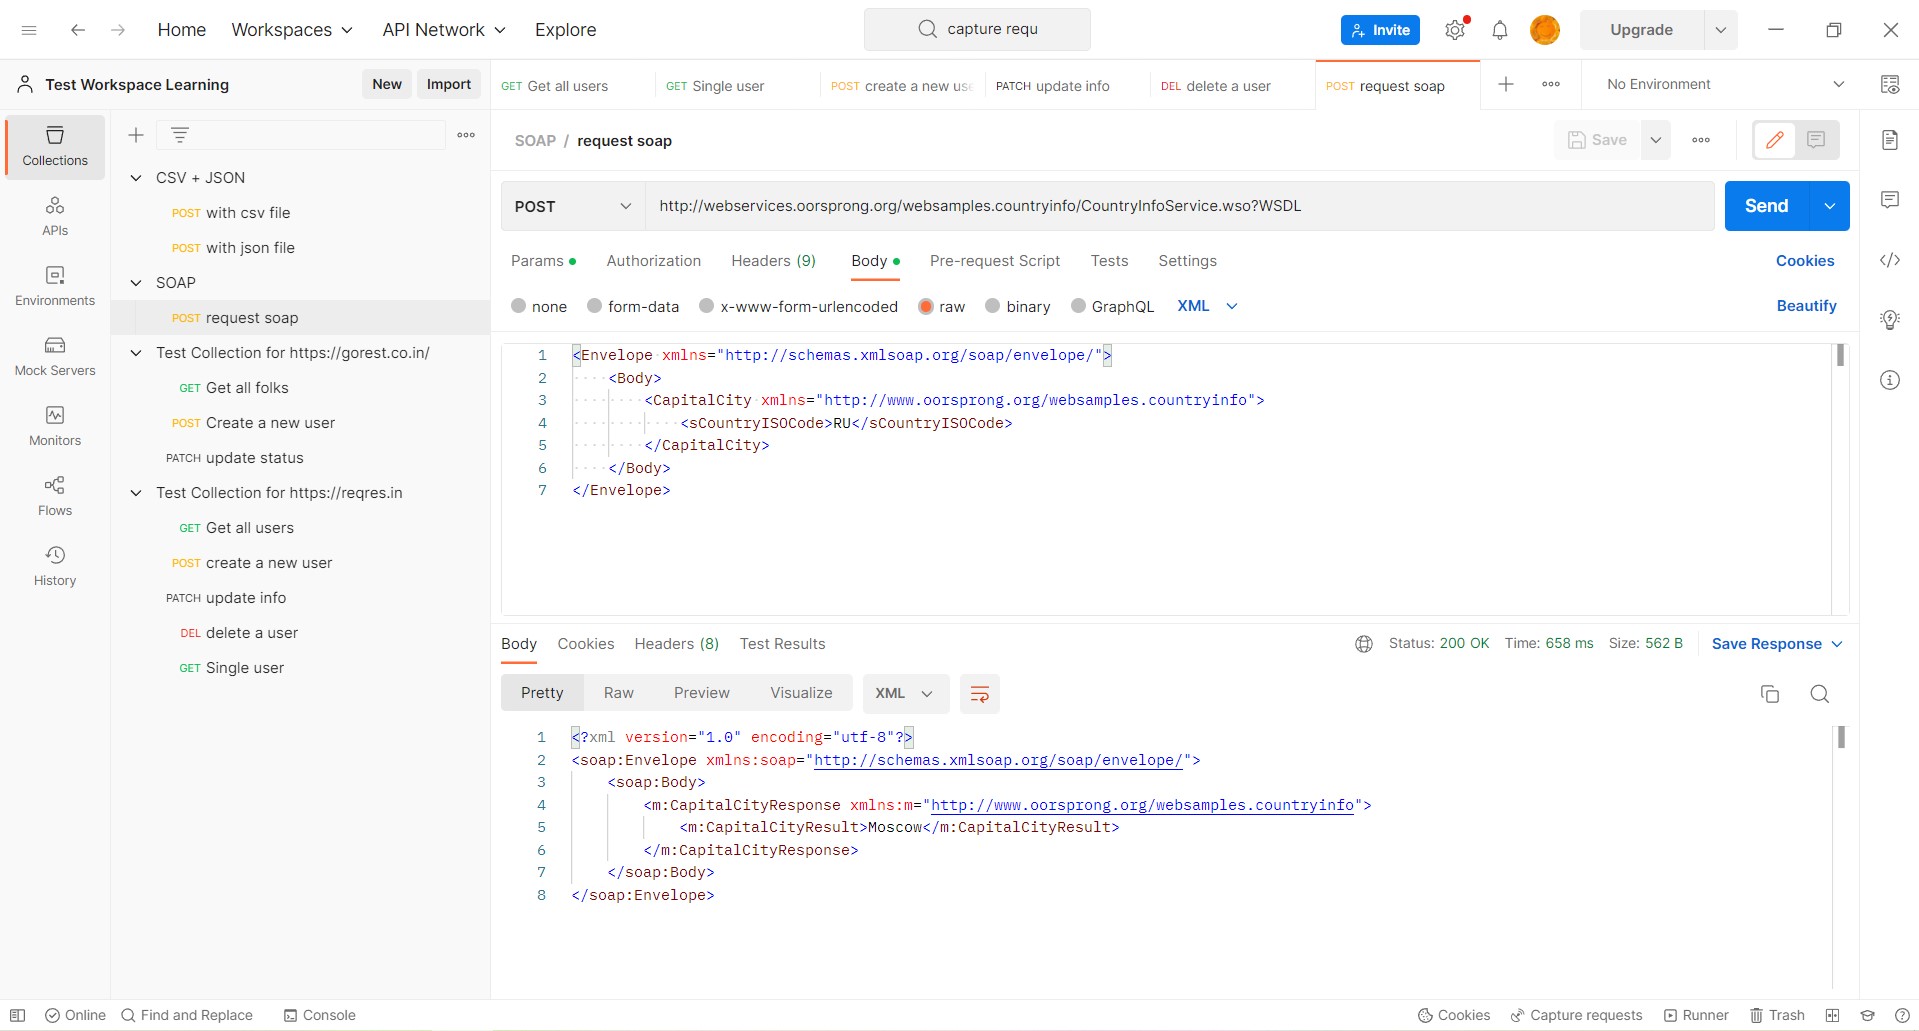 Home Workspaces API Network Explore capture requ Invite Upgrade
Test Workspace Learning New Import GET Get all users GET Single user POST create a new use PATCH update info DEL delete a user POST request soap No Environment
Collections
APIs
Environments
Mock Servers
Monitors
Flows
History
CSV + JSON
POST with csv file
POST with json file
SOAP
POST request soap
Test Collection for https://gorest.co.in/
GET Get all folks
POST Create a new user
PATCH update status
Test Collection for https://reqres.in
GET Get all users
POST create a new user
PATCH update info
DEL delete a user
GET Single user
SOAP / request soap Save
POST http://webservices.oorsprong.org/websamples.countryinfo/CountryInfoService.wso?WSDL Send
Params Authorization Headers (9) Body Pre-request Script Tests Settings Cookies
none form-data x-www-form-urlencoded raw binary GraphQL XML Beautify
1 <Envelope xmlns="http://schemas.xmlsoap.org/soap/envelope/">
2 <Body>
3 <CapitalCity xmlns="http://www.oorsprong.org/websamples.countryinfo">
4 <sCountryISOCode>RU</sCountryISOCode>
5 </CapitalCity>
6 </Body>
7 </Envelope>
Body Cookies Headers (8) Test Results Status: 200 OK Time: 658 ms Size: 562 B Save Response
Pretty Raw Preview Visualize XML
1 <?xml version="1.0" encoding="utf-8"?>
2 <soap:Envelope xmlns:soap="http://schemas.xmlsoap.org/soap/envelope/">
3 <soap:Body>
4 <m:CapitalCityResponse xmlns:m="http://www.oorsprong.org/websamples.countryinfo">
5 <m:CapitalCityResult>Moscow</m:CapitalCityResult>
6 </m:CapitalCityResponse>
7 </soap:Body>
8 </soap:Envelope>
Online Find and Replace Console Cookies Capture requests Runner Trash